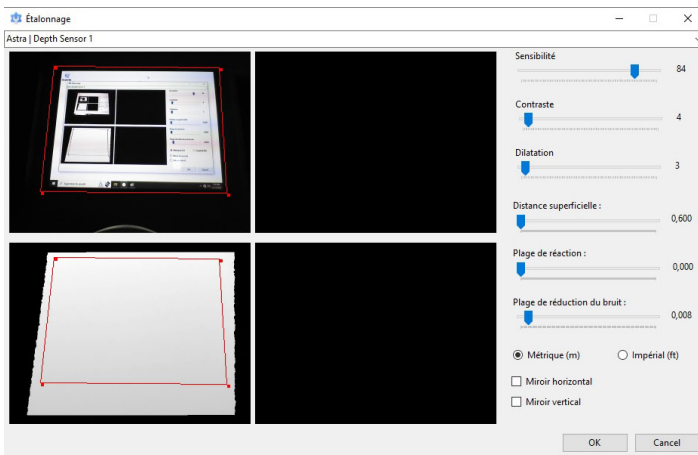 Étalonnage
Astra | Depth Sensor 1
Sensibilité
84
Contraste
4
Dilatation
3
Distance superficielle :
0,600
Plage de réaction :
0,000
Plage de réduction du bruit :
0,008
Métrique (m)
Impérial (ft)
Miroir horizontal
Miroir vertical
OK
Cancel